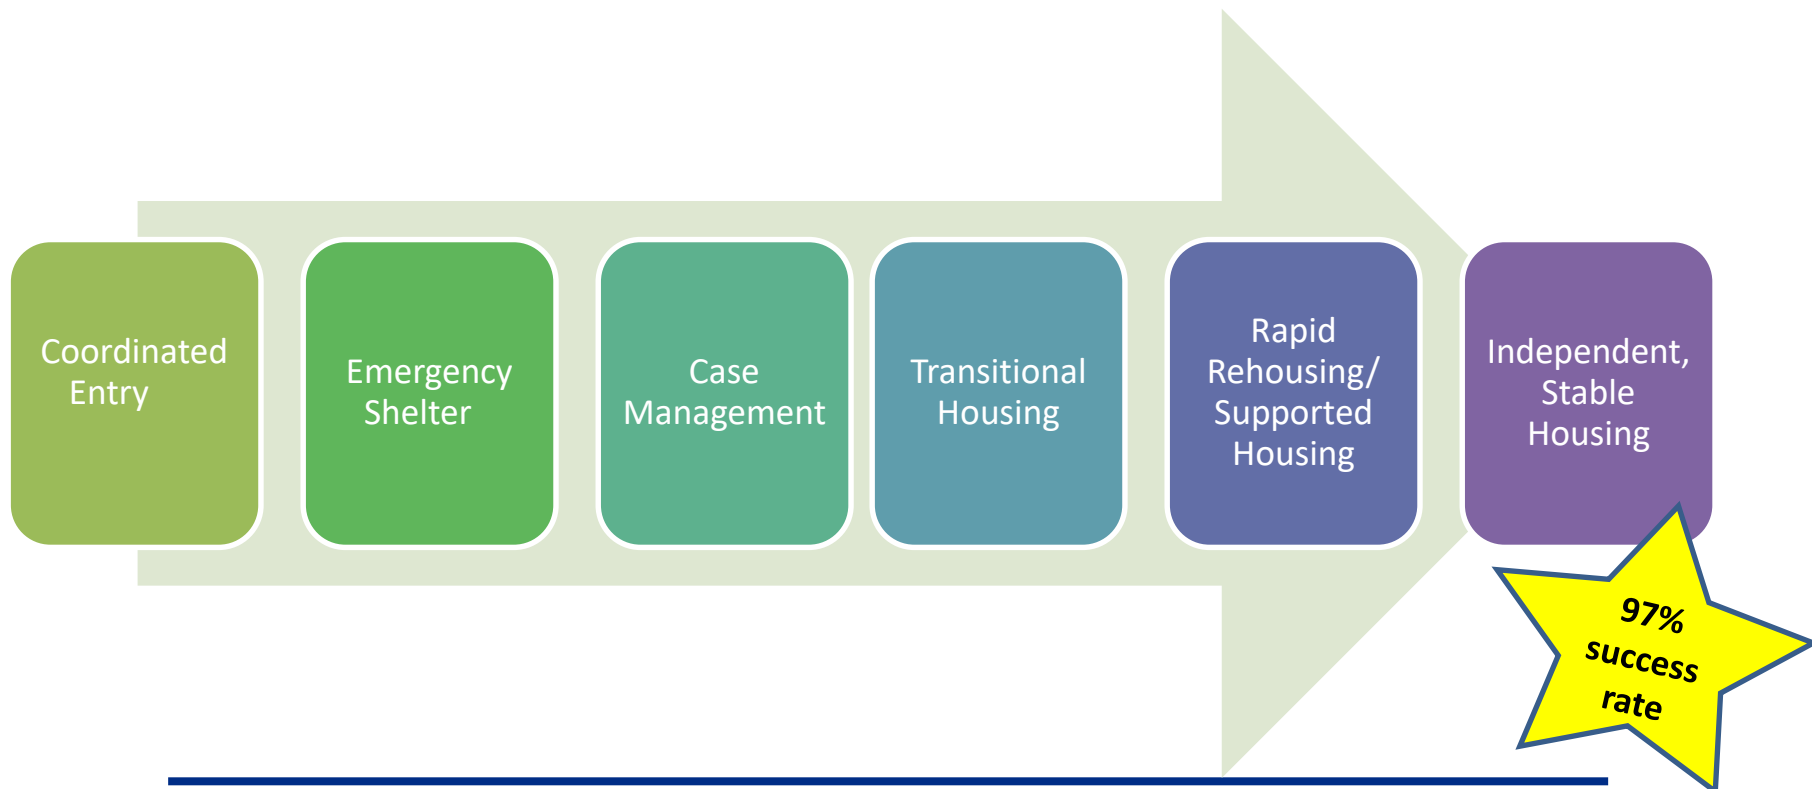 Coordinated
Entry
Emergency
Shelter
Case
Management
Transitional
Housing
Rapid
Rehousing/
Supported
Housing
Independent,
Stable
Housing
97%
success
rate